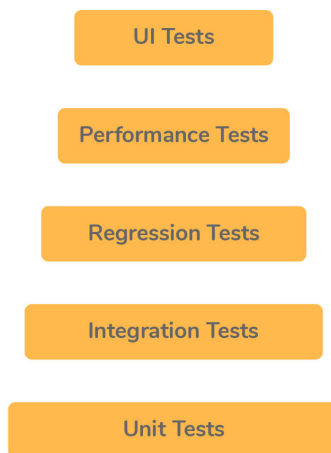 UI Tests
Performance Tests
Regression Tests
Integration Tests
Unit Tests